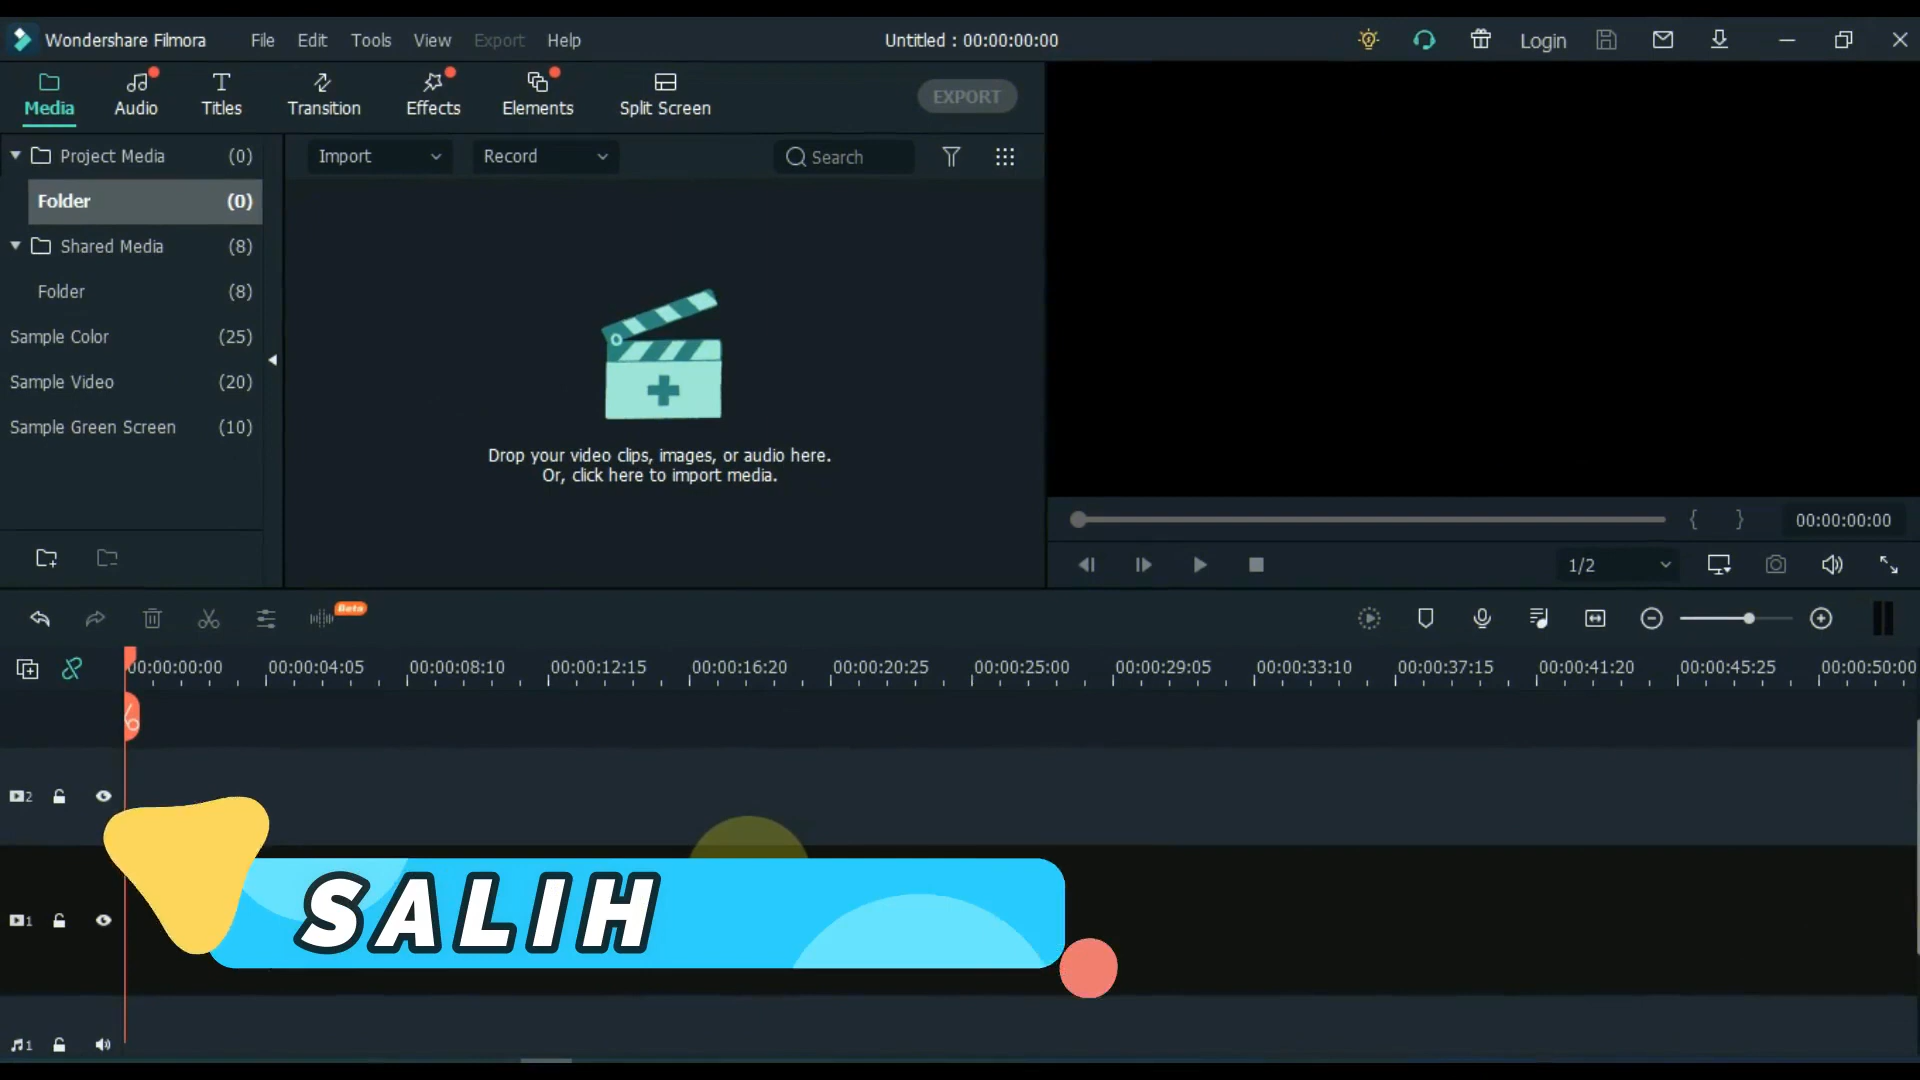 Wondershare Filmora File Edit Tools View Export Help Untitled : 00:00:00:00 Login
Media Audio Titles Transition Effects Elements Split Screen EXPORT
Project Media (0) Import Record Search
Folder (0)
Shared Media (8)
Folder (8)
Sample Color (25)
Sample Video (20)
Sample Green Screen (10)
Drop your video clips, images, or audio here.
Or, click here to import media.
{ } 00:00:00:00
1/2
Beta
00:00:00:00 00:00:04:05 00:00:08:10 00:00:12:15 00:00:16:20 00:00:20:25 00:00:25:00 00:00:29:05 00:00:33:10 00:00:37:15 00:00:41:20 00:00:45:25 00:00:50:00
2
1
SALIH
1